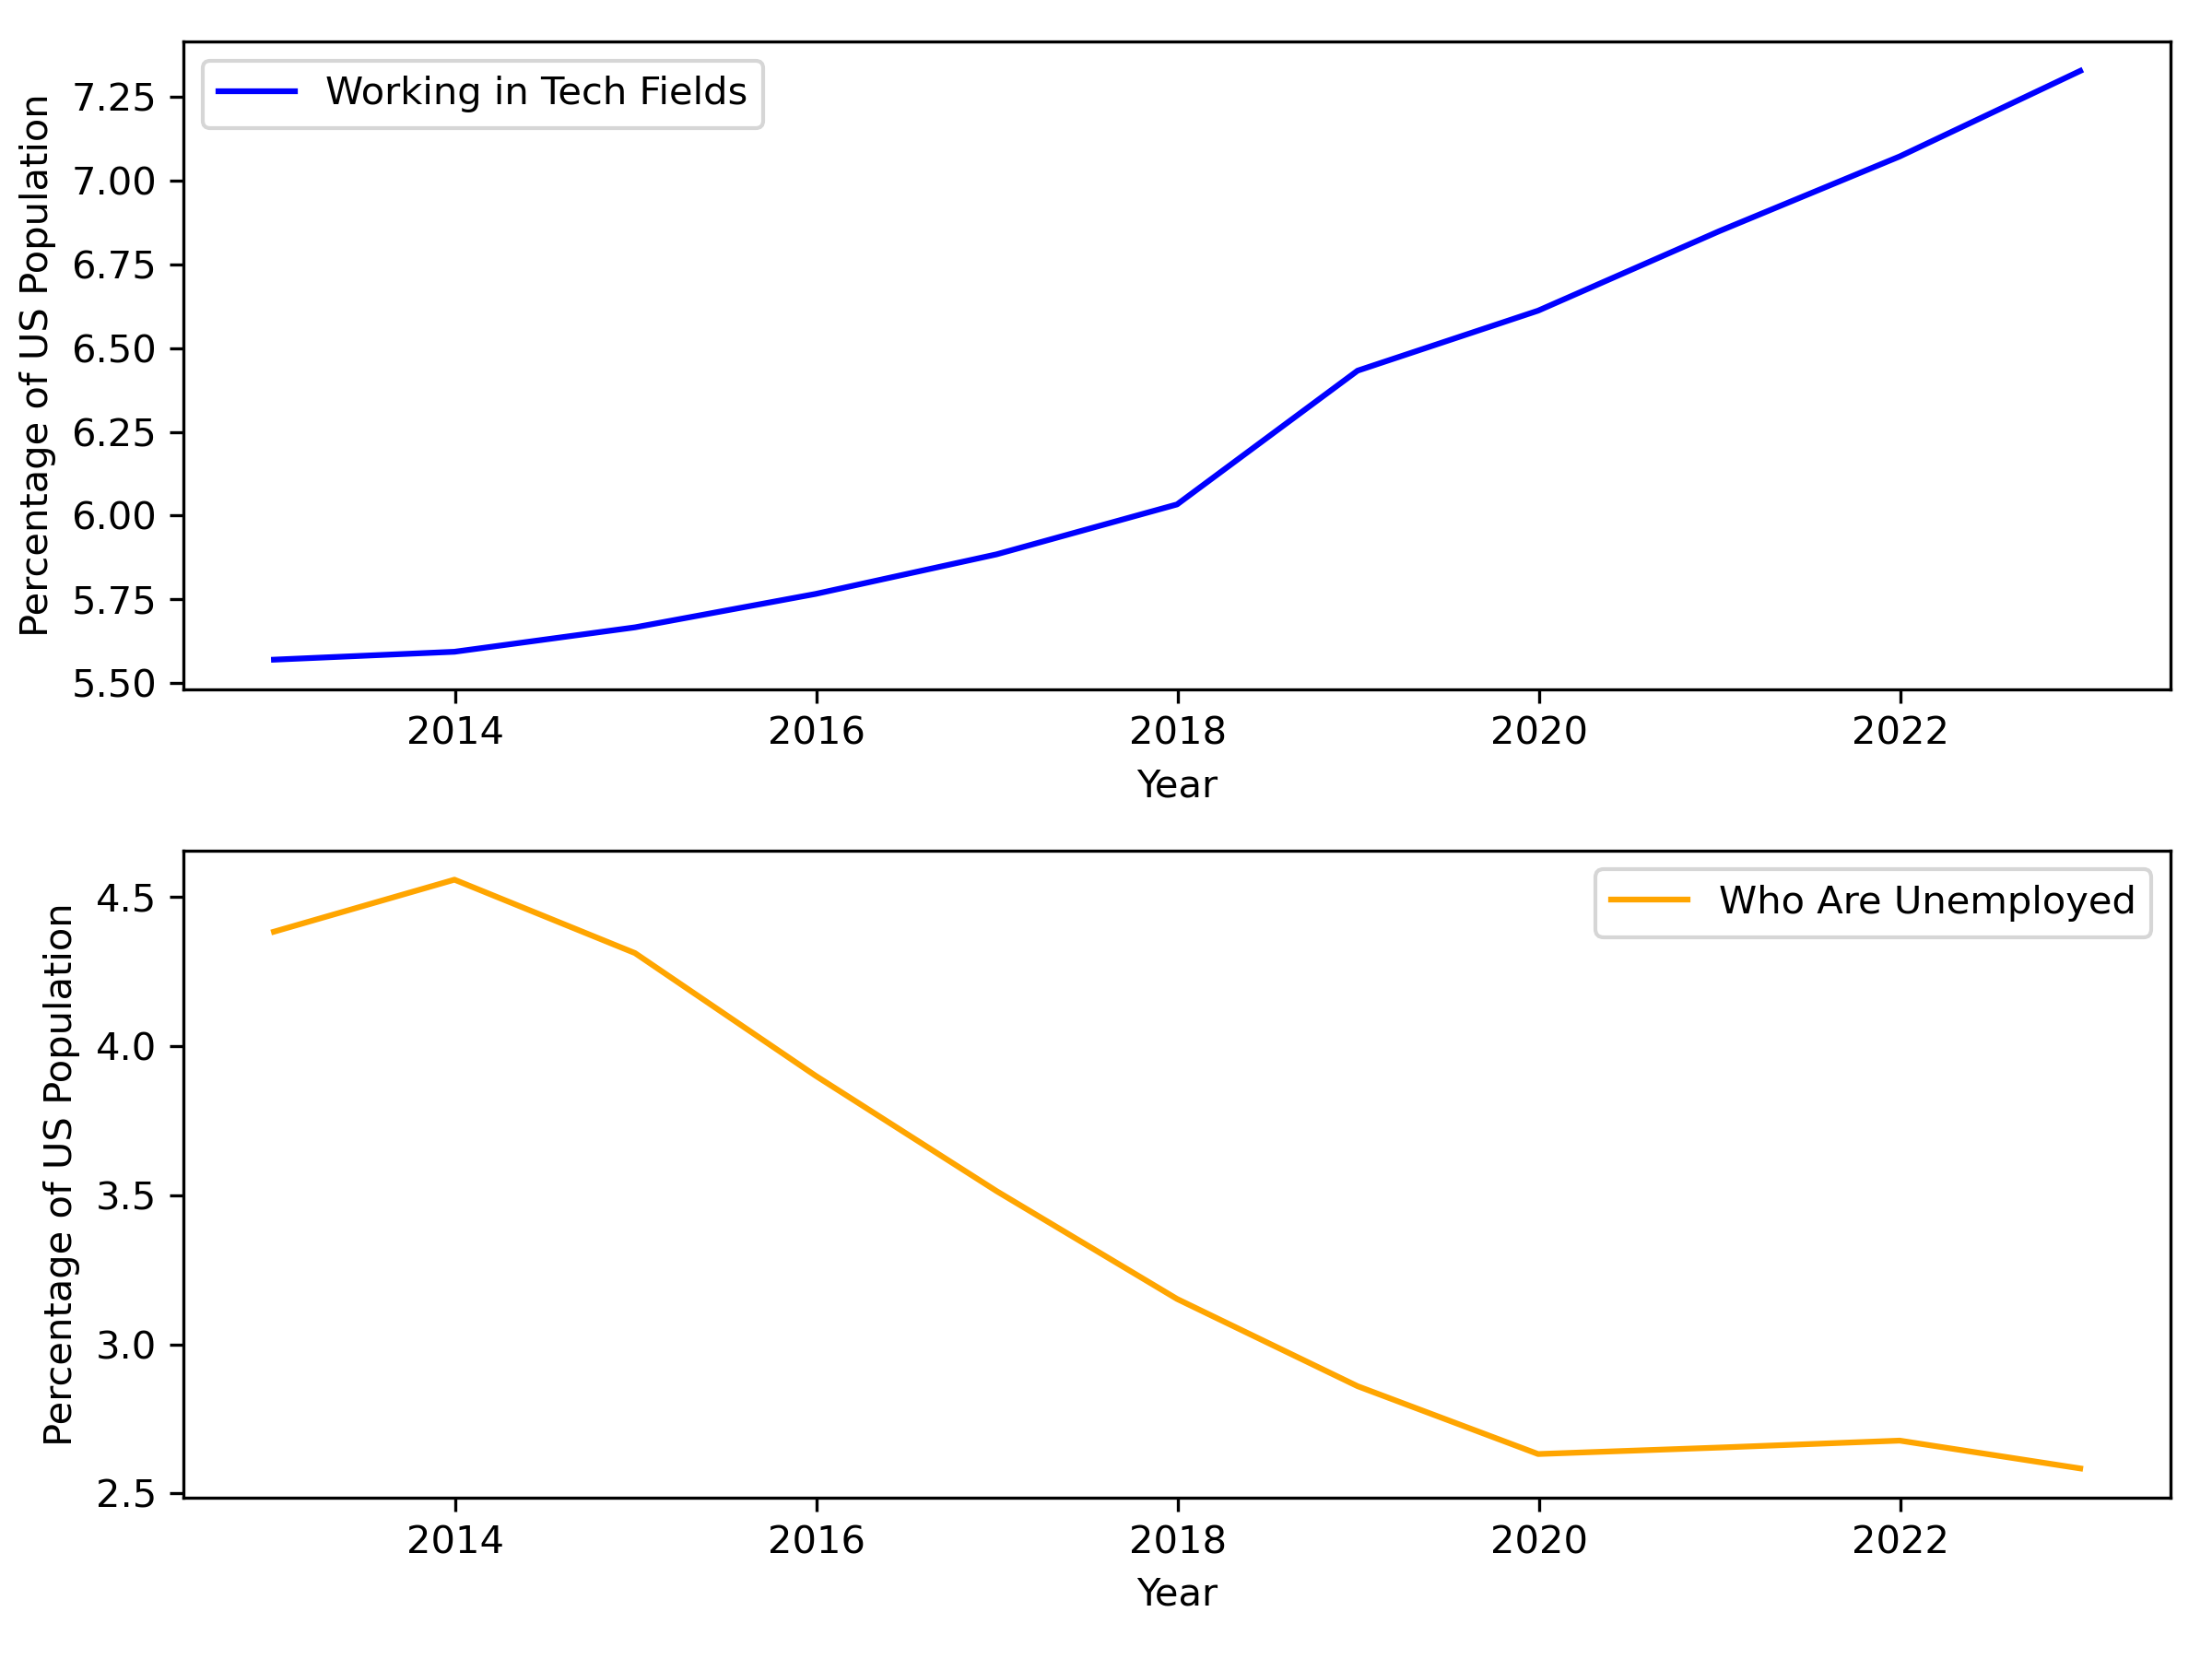 Working in Tech Fields
Percentage of US Population
7.25
7.00
6.75
6.50
6.25
6.00
5.75
5.50
2014 2016 2018 2020 2022
Year
Who Are Unemployed
Percentage of US Population
4.5
4.0
3.5
3.0
2.5
2014 2016 2018 2020 2022
Year